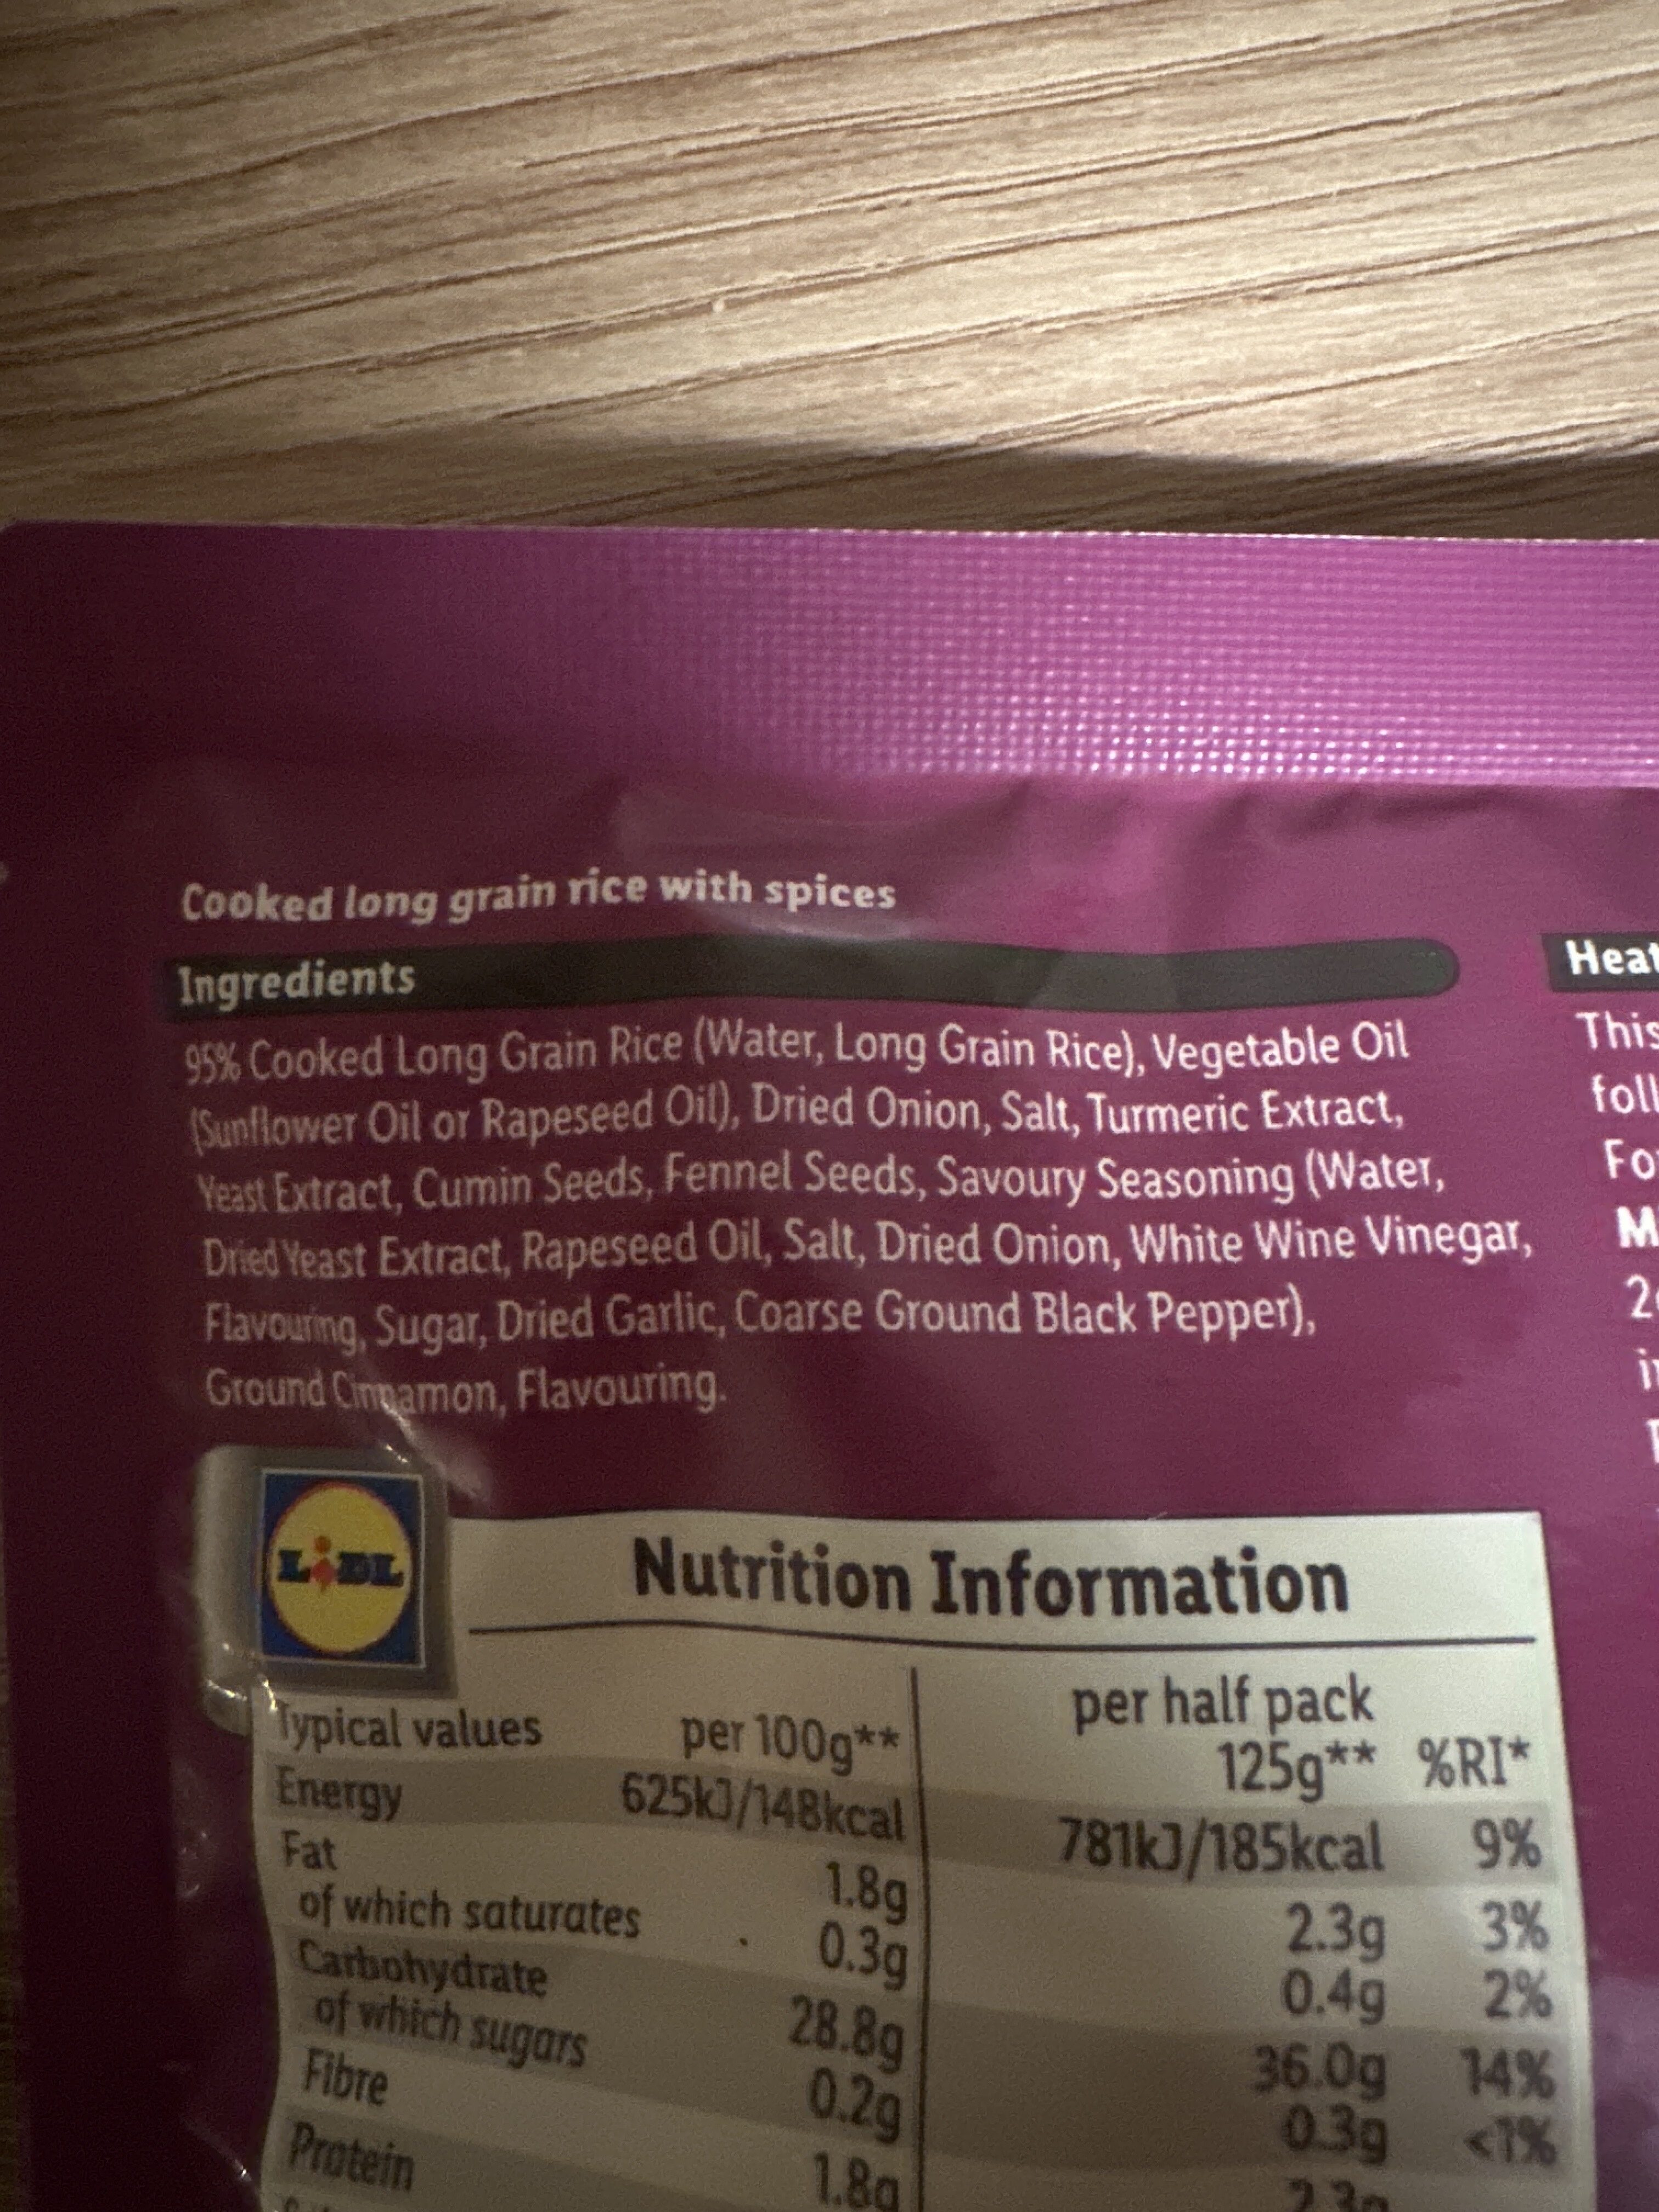 Cooked long grain rice with spices
Ingredients
95% Cooked Long Grain Rice (Water, Long Grain Rice), Vegetable Oil
(Sunflower Oil or Rapeseed Oil), Dried Onion, Salt, Turmeric Extract,
Yeast Extract, Cumin Seeds, Fennel Seeds, Savoury Seasoning (Water,
Dried Yeast Extract, Rapeseed Oil, Salt, Dried Onion, White Wine Vinegar,
Flavouring, Sugar, Dried Garlic, Coarse Ground Black Pepper),
Ground Cinnamon, Flavouring.
Heat
This
foll
Fo
M
LIDL
Nutrition Information
per half pack
Typical values per 100g** 125g** %RI*
Energy 625kJ/148kcal 781kJ/185kcal 9%
Fat 1.8g 2.3g 3%
of which saturates 0.3g 0.4g 2%
Carbohydrate 28.8g 36.0g 14%
of which sugars 0.2g 0.3g <1%
Fibre 1.8g 2.3g
Protein